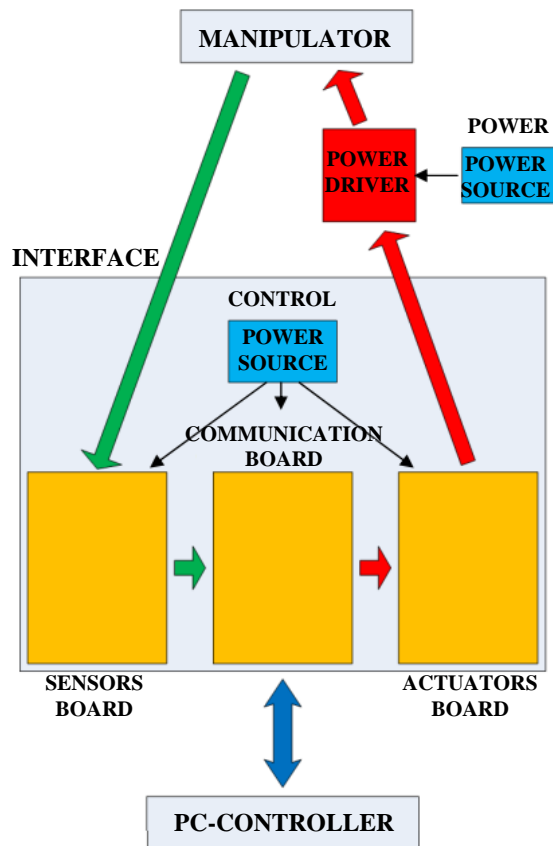 MANIPULATOR
POWER
POWER
DRIVER
POWER
SOURCE
INTERFACE
CONTROL
POWER
SOURCE
COMMUNICATION
BOARD
SENSORS
BOARD
ACTUATORS
BOARD
PC-CONTROLLER